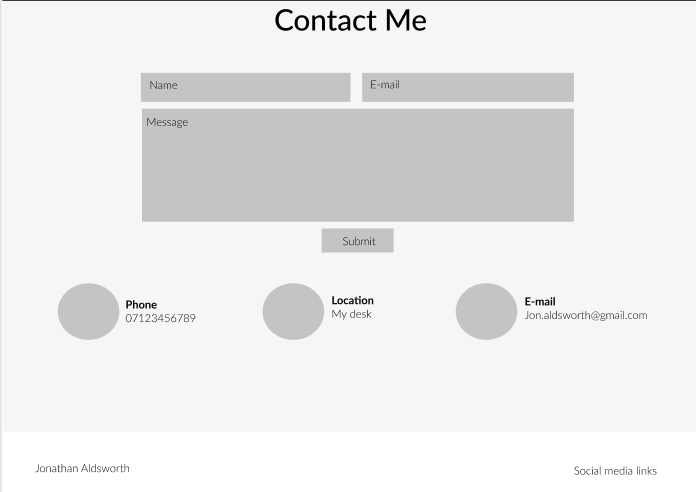 Contact Me
Name
E-mail
Message
Submit
Phone
07123456789
Location
My desk
E-mail
Jon.aldsworth@gmail.com
Jonathan Aldsworth
Social media links